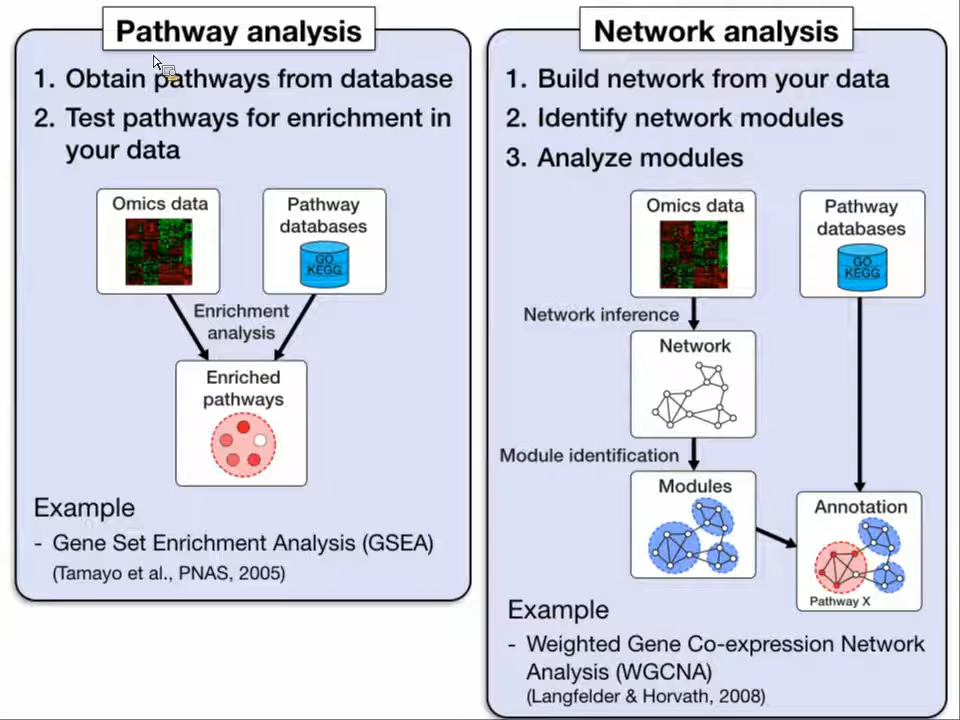 Pathway analysis
1. Obtain pathways from database
2. Test pathways for enrichment in
your data
Omics data
Pathway
databases
GO
KEGG
Enrichment
analysis
Enriched
pathways
Example
- Gene Set Enrichment Analysis (GSEA)
(Tamayo et al., PNAS, 2005)
Network analysis
1. Build network from your data
2. Identify network modules
3. Analyze modules
Omics data
Pathway
databases
GO
KEGG
Network inference
Network
Module identification
Modules
Annotation
Pathway X
Example
- Weighted Gene Co-expression Network
Analysis (WGCNA)
(Langfelder & Horvath, 2008)